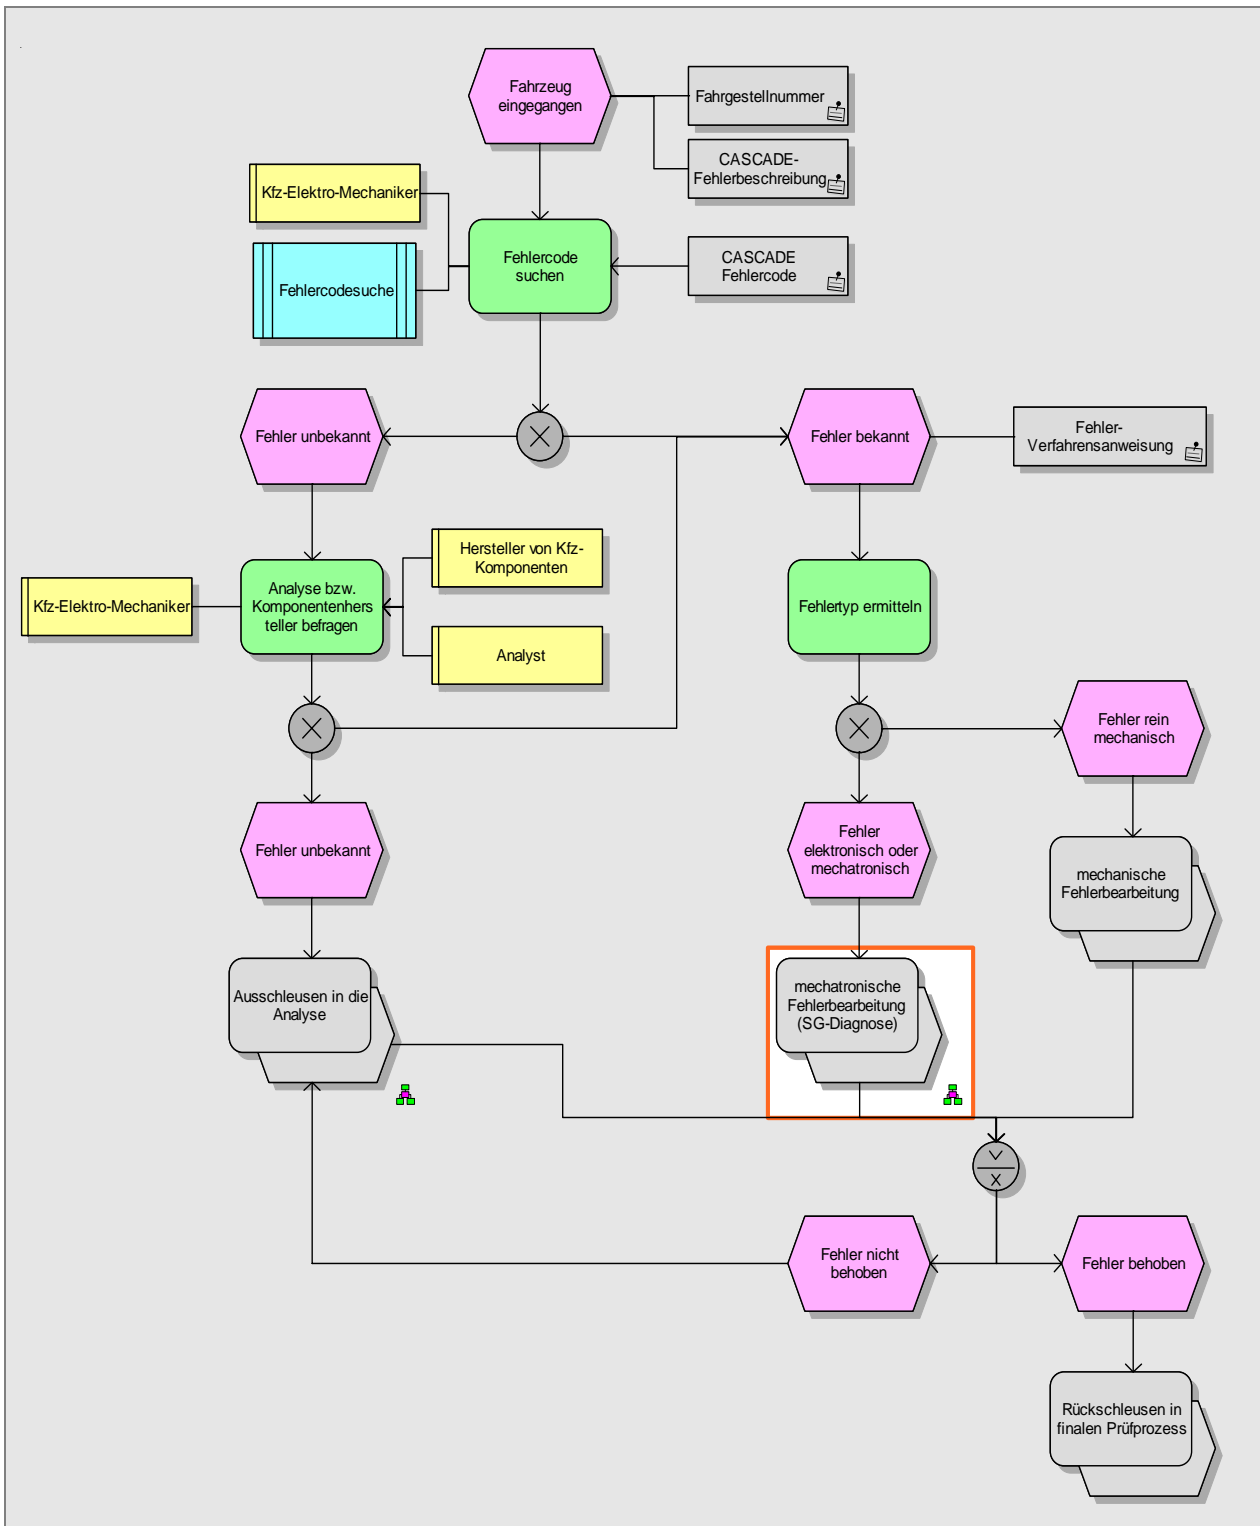 Fahrzeug
eingegangen
Fahrgestellnummer
CASCADE-
Fehlerbeschreibung
Kfz-Elektro-Mechaniker
Fehlercodesuche
Fehlercode
suchen
CASCADE
Fehlercode
Fehler unbekannt
Fehler bekannt
Fehler-
Verfahrensanweisung
Hersteller von Kfz-
Komponenten
Kfz-Elektro-Mechaniker
Analyse bzw.
Komponentenhers
teller befragen
Fehlertyp ermitteln
Analyst
Fehler rein
mechanisch
Fehler unbekannt
Fehler
elektronisch oder
mechatronisch
mechanische
Fehlerbearbeitung
Ausschleusen in die
Analyse
mechatronische
Fehlerbearbeitung
(SG-Diagnose)
Fehler nicht
behoben
Fehler behoben
Rückschleusen in
finalen Prüfprozess